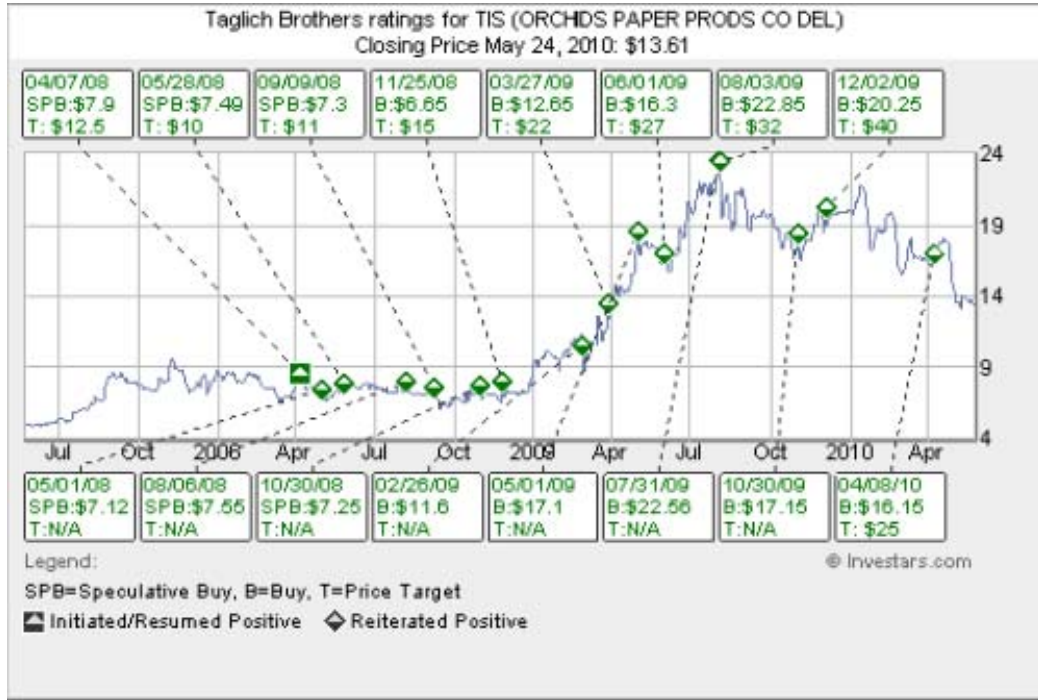 Taglich Brothers ratings for TIS (ORCHIDS PAPER PRODS CO DEL)
Closing Price May 24, 2010: $13.61
04/07/08
SPB:$7.9
T: $12.5
05/28/08
SPB:$7.49
T: $10
09/09/08
SPB:$7.3
T: $11
11/25/08
B:$6.65
T: $15
03/27/09
B:$12.65
T: $22
06/01/09
B:$16.3
T: $27
08/03/09
B:$22.85
T: $32
12/02/09
B:$20.25
T: $40
24
19
14
9
4
Jul Oct 2008 Apr Jul Oct 2009 Apr Jul Oct 2010 Apr
05/01/08
SPB:$7.12
T:N/A
08/06/08
SPB:$7.55
T:N/A
10/30/08
SPB:$7.25
T:N/A
02/26/09
B:$11.6
T:N/A
05/01/09
B:$17.1
T:N/A
07/31/09
B:$22.56
T:N/A
10/30/09
B:$17.15
T:N/A
04/08/10
B:$16.15
T: $25
Legend:
© Investars.com
SPB=Speculative Buy, B=Buy, T=Price Target
Initiated/Resumed Positive Reiterated Positive